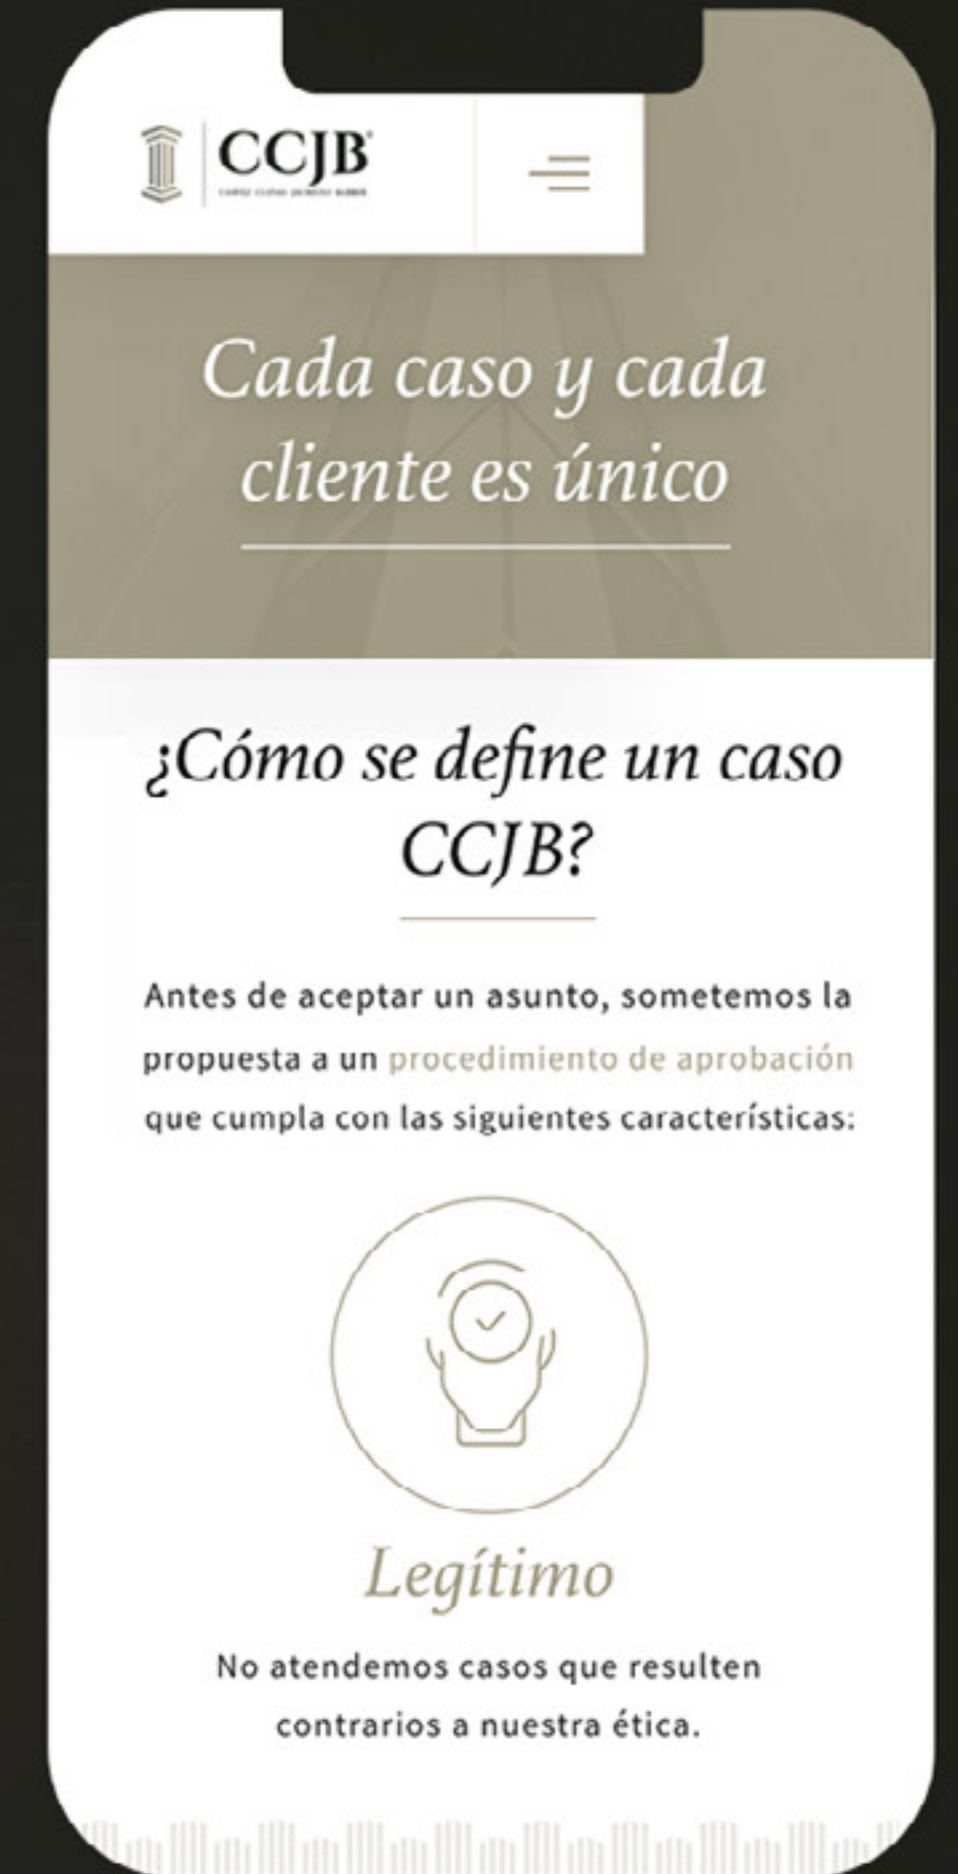 CCJB
Cada caso y cada
cliente es único
¿Cómo se define un caso
CCJB?
Antes de aceptar un asunto, sometemos la
propuesta a un procedimiento de aprobación
que cumpla con las siguientes características:
Legítimo
No atendemos casos que resulten
contrarios a nuestra ética.